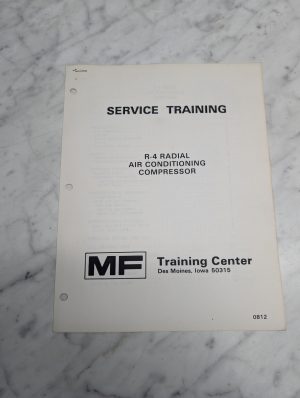 SERVICE TRAINING
R-4 RADIAL
AIR CONDITIONING
COMPRESSOR
MF
Training Center
Des Moines, Iowa 50315
0812